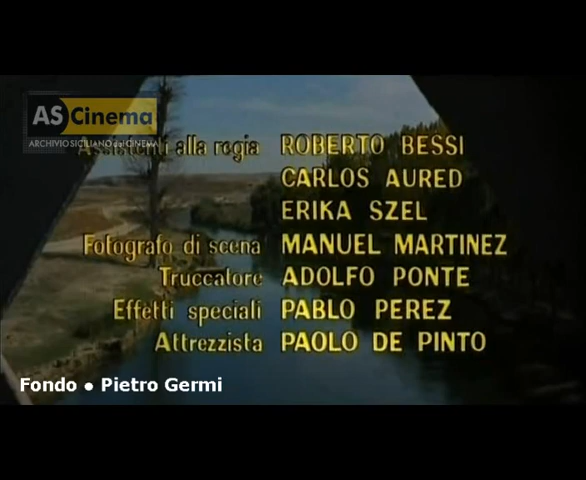 AS Cinema
ARCHIVIO SICILIANO del CINEMA
Assistenti alla regia ROBERTO BESSI
CARLOS AURED
ERIKA SZEL
Fotografo di scena MANUEL MARTINEZ
Truccatore ADOLFO PONTE
Effetti speciali PABLO PEREZ
Attrezzista PAOLO DE PINTO
Fondo ● Pietro Germi